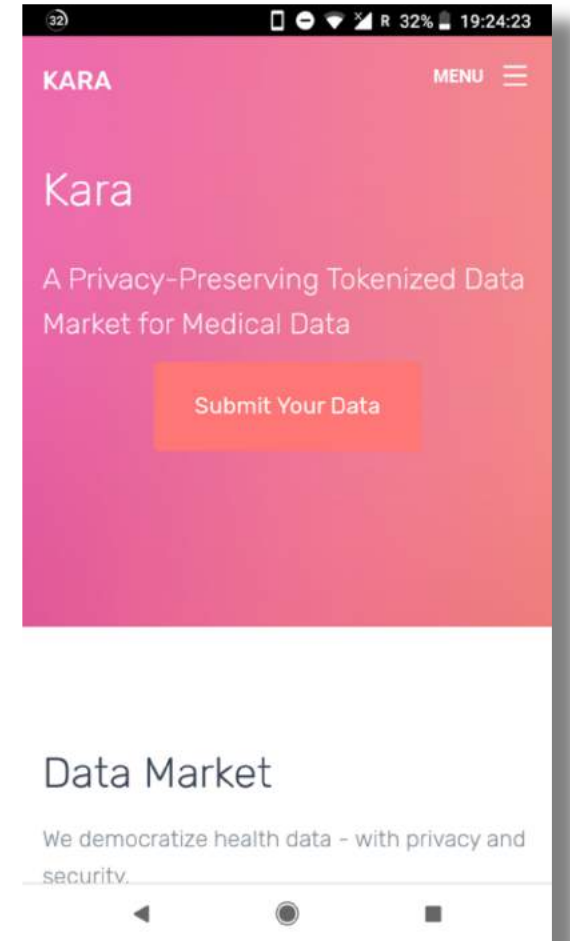 32 R 32% 19:24:23
KARA MENU
Kara
A Privacy-Preserving Tokenized Data
Market for Medical Data
Submit Your Data
Data Market
We democratize health data - with privacy and
security.